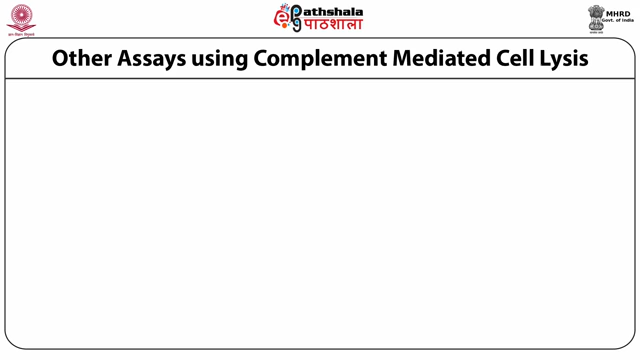 ePathshala
पाठशाला
MHRD
Govt. of India
Other Assays using Complement Mediated Cell Lysis